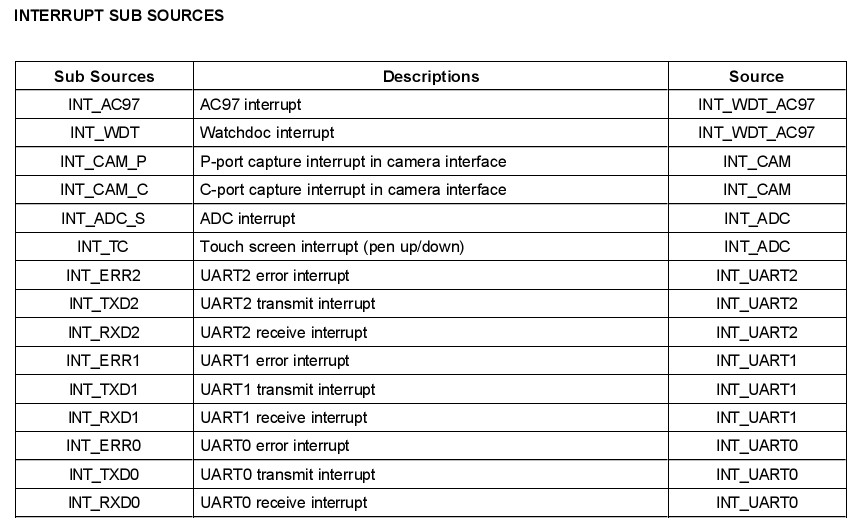 INTERRUPT SUB SOURCES
Sub Sources Descriptions Source
INT_AC97 AC97 interrupt INT_WDT_AC97
INT_WDT Watchdoc interrupt INT_WDT_AC97
INT_CAM_P P-port capture interrupt in camera interface INT_CAM
INT_CAM_C C-port capture interrupt in camera interface INT_CAM
INT_ADC_S ADC interrupt INT_ADC
INT_TC Touch screen interrupt (pen up/down) INT_ADC
INT_ERR2 UART2 error interrupt INT_UART2
INT_TXD2 UART2 transmit interrupt INT_UART2
INT_RXD2 UART2 receive interrupt INT_UART2
INT_ERR1 UART1 error interrupt INT_UART1
INT_TXD1 UART1 transmit interrupt INT_UART1
INT_RXD1 UART1 receive interrupt INT_UART1
INT_ERR0 UART0 error interrupt INT_UART0
INT_TXD0 UART0 transmit interrupt INT_UART0
INT_RXD0 UART0 receive interrupt INT_UART0